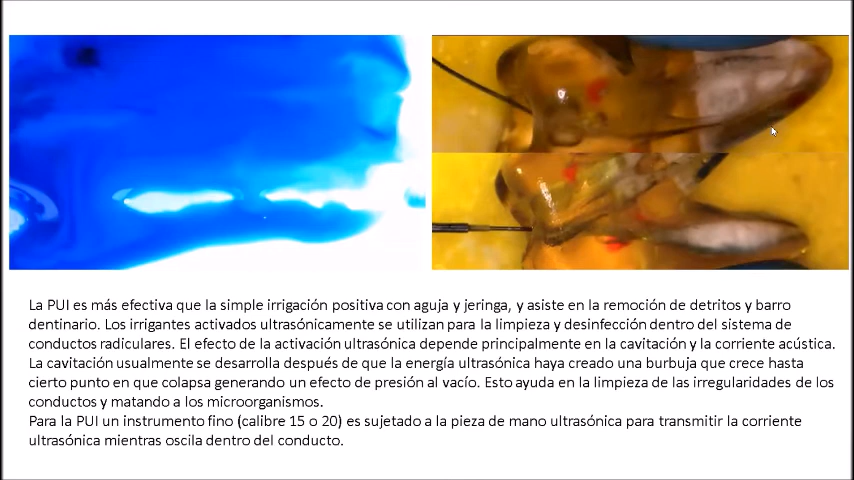 La PUI es más efectiva que la simple irrigación positiva con aguja y jeringa, y asiste en la remoción de detritos y barro
dentinario. Los irrigantes activados ultrasónicamente se utilizan para la limpieza y desinfección dentro del sistema de
conductos radiculares. El efecto de la activación ultrasónica depende principalmente en la cavitación y la corriente acústica.
La cavitación usualmente se desarrolla después de que la energía ultrasónica haya creado una burbuja que crece hasta
cierto punto en que colapsa generando un efecto de presión al vacío. Esto ayuda en la limpieza de las irregularidades de los
conductos y matando a los microorganismos.
Para la PUI un instrumento fino (calibre 15 o 20) es sujetado a la pieza de mano ultrasónica para transmitir la corriente
ultrasónica mientras oscila dentro del conducto.